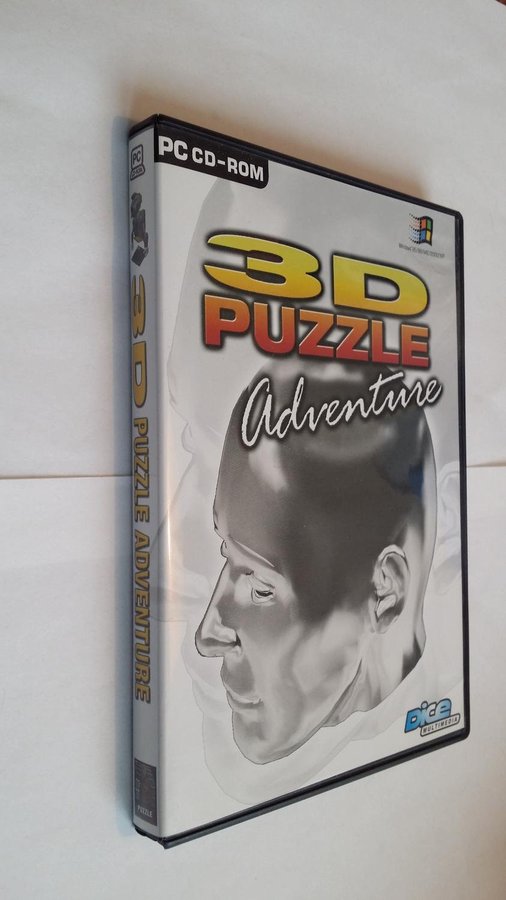 PC CD-ROM
3D
PUZZLE
Adventure
Dice
MULTIMEDIA
PC
3D PUZZLE ADVENTURE
PUZZLE